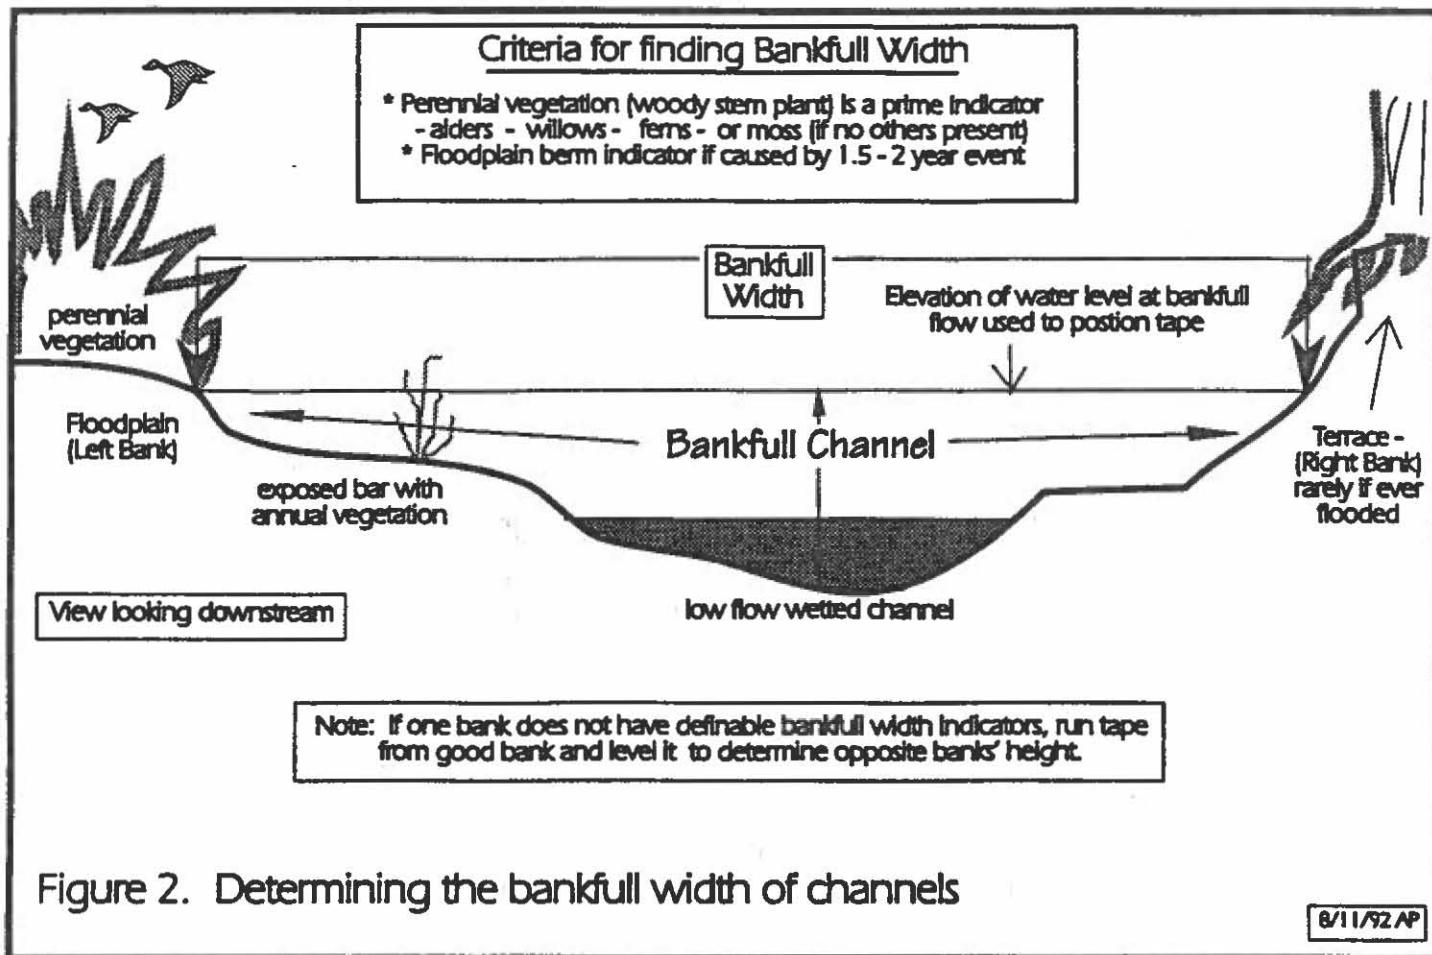 Criteria for finding Bankfull Width
* Perennial vegetation (woody stem plant) is a prime indicator
- alders - willows - ferns - or moss (if no others present)
* Floodplain berm indicator if caused by 1.5 - 2 year event
Bankfull
Width
Elevation of water level at bankfull
flow used to postion tape
perennial
vegetation
Floodplain
(Left Bank)
Bankfull Channel
Terrace -
(Right Bank)
rarely if ever
flooded
exposed bar with
annual vegetation
low flow wetted channel
View looking downstream
Note: If one bank does not have definable bankfull width indicators, run tape
from good bank and level it to determine opposite banks' height.
Figure 2. Determining the bankfull width of channels
8/11/92 AP